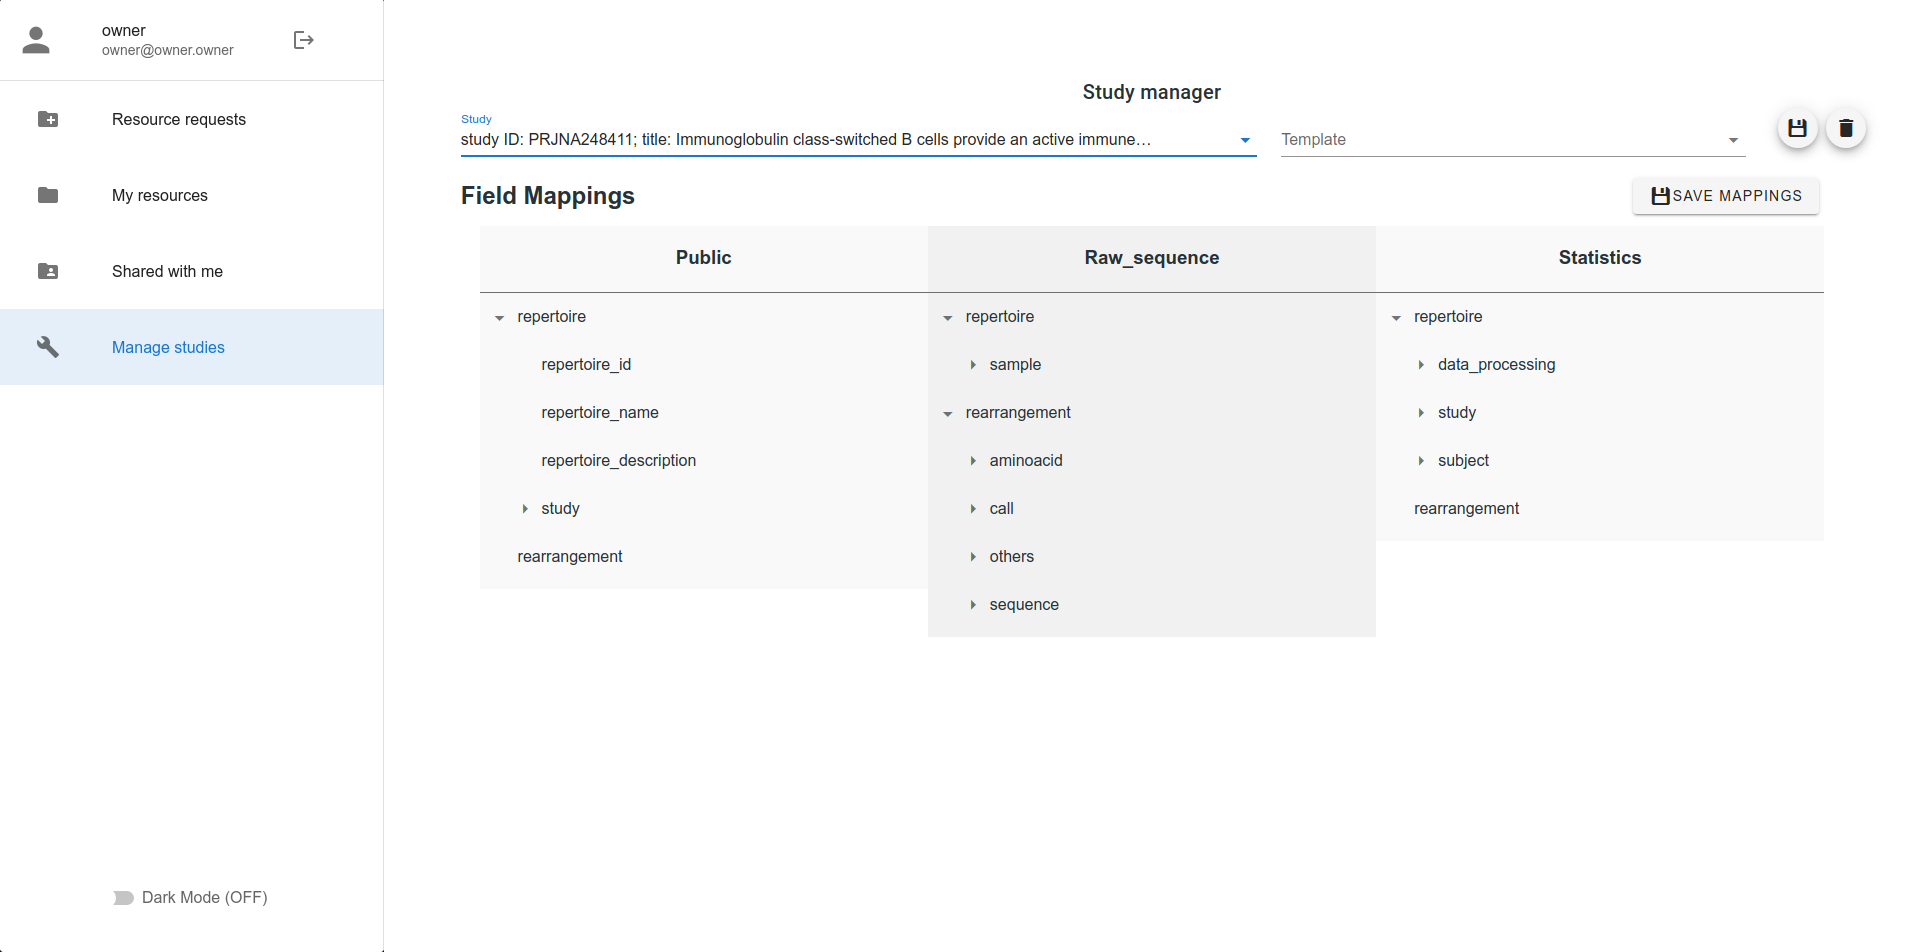 owner
owner@owner.owner
Resource requests
My resources
Shared with me
Manage studies
Dark Mode (OFF)
Study manager
Study
study ID: PRJNA248411; title: Immunoglobulin class-switched B cells provide an active immune…
Template
Field Mappings
SAVE MAPPINGS
Public
repertoire
repertoire_id
repertoire_name
repertoire_description
study
rearrangement
Raw_sequence
repertoire
sample
rearrangement
aminoacid
call
others
sequence
Statistics
repertoire
data_processing
study
subject
rearrangement